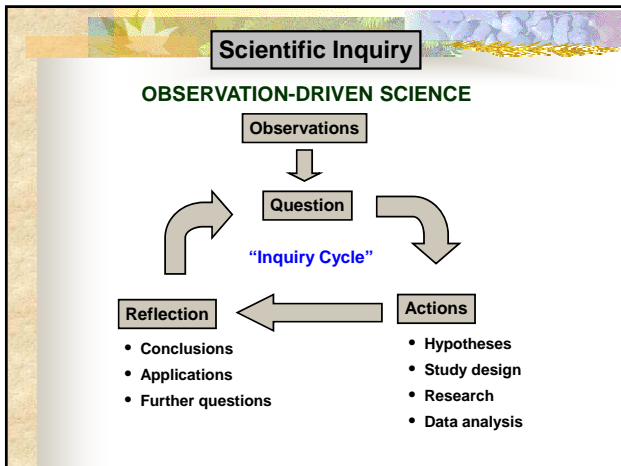 Scientific Inquiry
OBSERVATION-DRIVEN SCIENCE
Observations
Question
“Inquiry Cycle”
Reflection
• Conclusions
• Applications
• Further questions
Actions
• Hypotheses
• Study design
• Research
• Data analysis